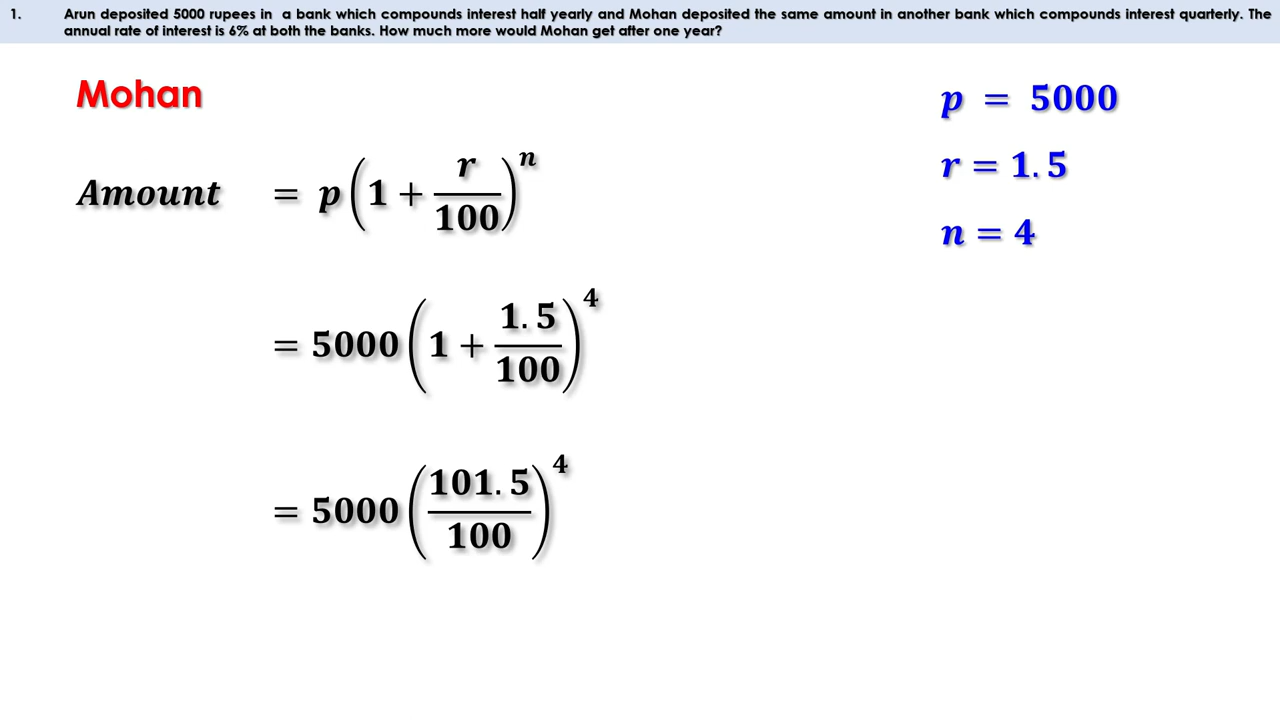 1. Arun deposited 5000 rupees in a bank which compounds interest half yearly and Mohan deposited the same amount in another bank which compounds interest quarterly. The
annual rate of interest is 6% at both the banks. How much more would Mohan get after one year?
Mohan
p = 5000
Amount = p(1 + r/100)^n
r = 1.5
n = 4
= 5000(1 + 1.5/100)^4
= 5000(101.5/100)^4